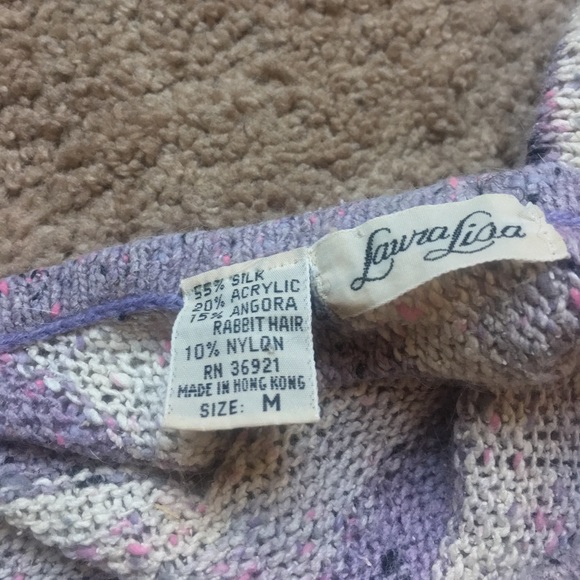 Laura Lisa
55% SILK
20% ACRYLIC
15% ANGORA
RABBIT HAIR
10% NYLON
RN 36921
MADE IN HONG KONG
SIZE: M